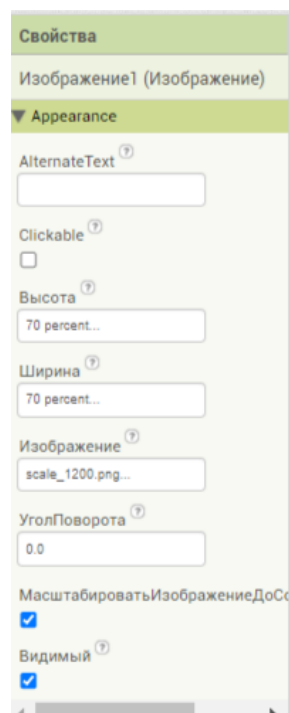 Свойства
Изображение1 (Изображение)
Appearance
AlternateText ?
Clickable ?
Высота ?
70 percent...
Ширина ?
70 percent...
Изображение ?
scale_1200.png...
УголПоворота ?
0.0
МасштабироватьИзображениеДоСо
Видимый ?